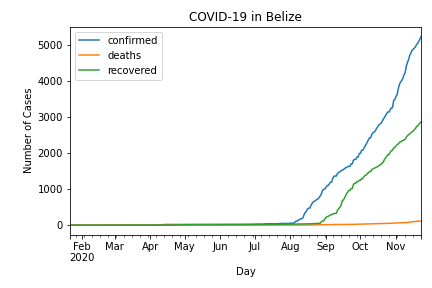 COVID-19 in Belize
confirmed
deaths
recovered
Number of Cases
5000
4000
3000
2000
1000
0
Feb Mar Apr May Jun Jul Aug Sep Oct Nov
2020
Day